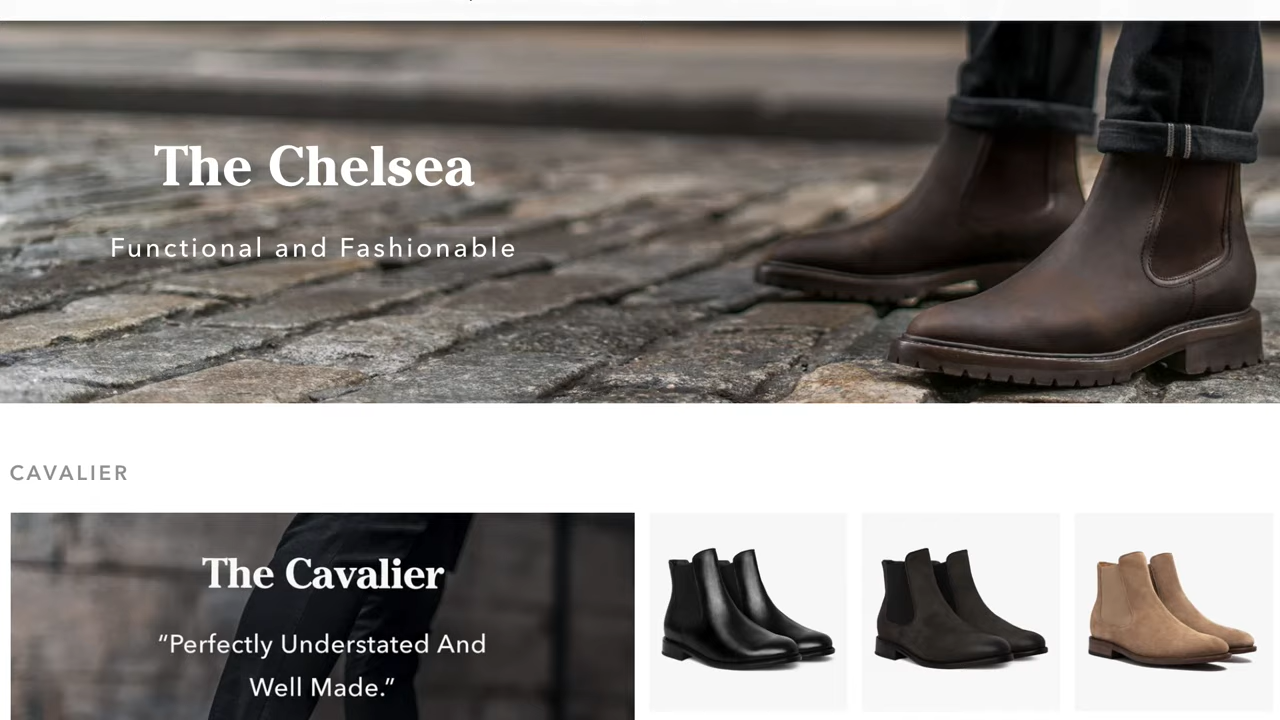 The Chelsea
Functional and Fashionable
CAVALIER
The Cavalier
“Perfectly Understated And
Well Made.”